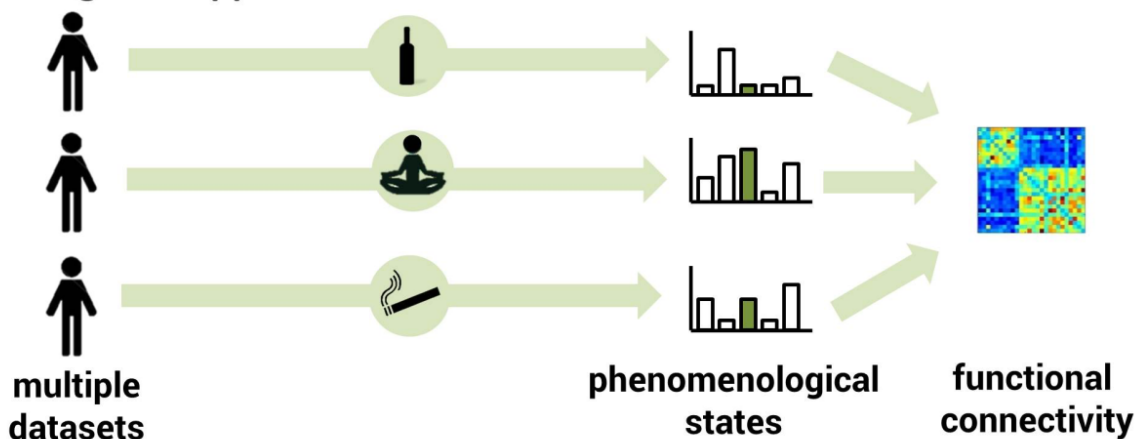 multiple
datasets
phenomenological
states
functional
connectivity